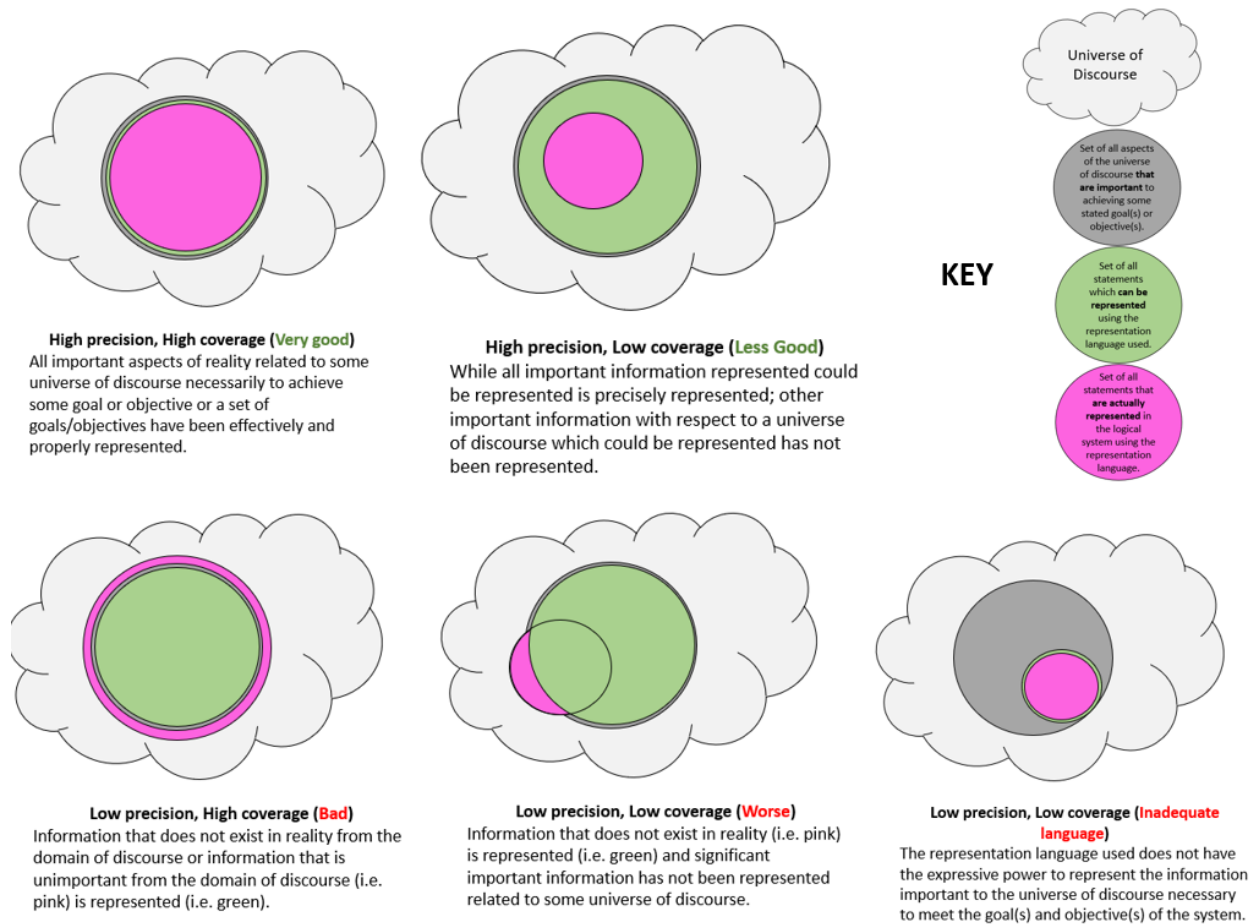 Universe of
Discourse
Set of all aspects
of the universe
of discourse that
are important to
achieving some
stated goal(s) or
objective(s).
KEY
Set of all
statements
which can be
represented
using the
representation
language used.
Set of all
statements that
are actually
represented in
the logical
system using the
representation
language.
High precision, High coverage (Very good)
All important aspects of reality related to some
universe of discourse necessarily to achieve
some goal or objective or a set of
goals/objectives have been effectively and
properly represented.
High precision, Low coverage (Less Good)
While all important information represented could
be represented is precisely represented; other
important information with respect to a universe
of discourse which could be represented has not
been represented.
Low precision, High coverage (Bad)
Information that does not exist in reality from the
domain of discourse or information that is
unimportant from the domain of discourse (i.e.
pink) is represented (i.e. green).
Low precision, Low coverage (Worse)
Information that does not exist in reality (i.e. pink)
is represented (i.e. green) and significant
important information has not been represented
related to some universe of discourse.
Low precision, Low coverage (Inadequate
language)
The representation language used does not have
the expressive power to represent the information
important to the universe of discourse necessary
to meet the goal(s) and objective(s) of the system.